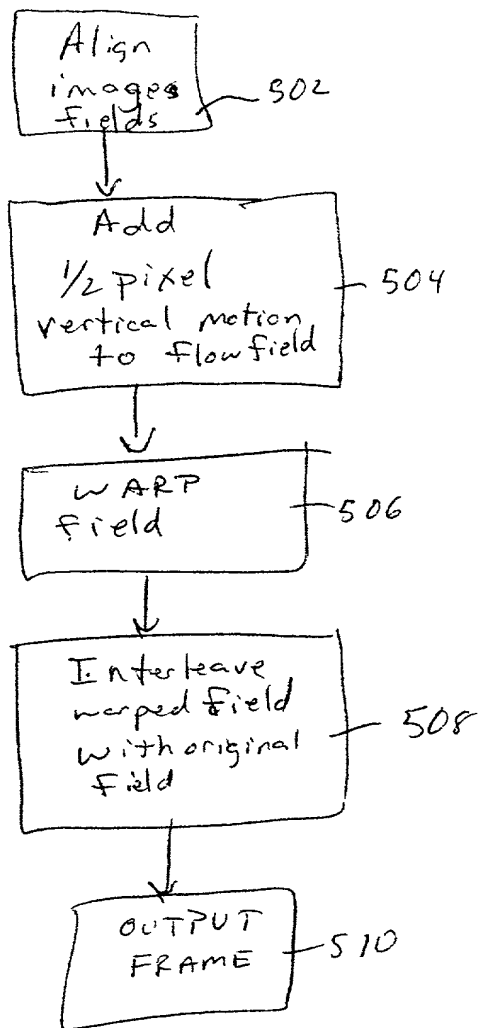 Align
images
fields
502
Add
1/2 pixel
vertical motion
to flowfield
504
WARP
field
506
Interleave
warped field
with original
field
508
OUTPUT
FRAME
510